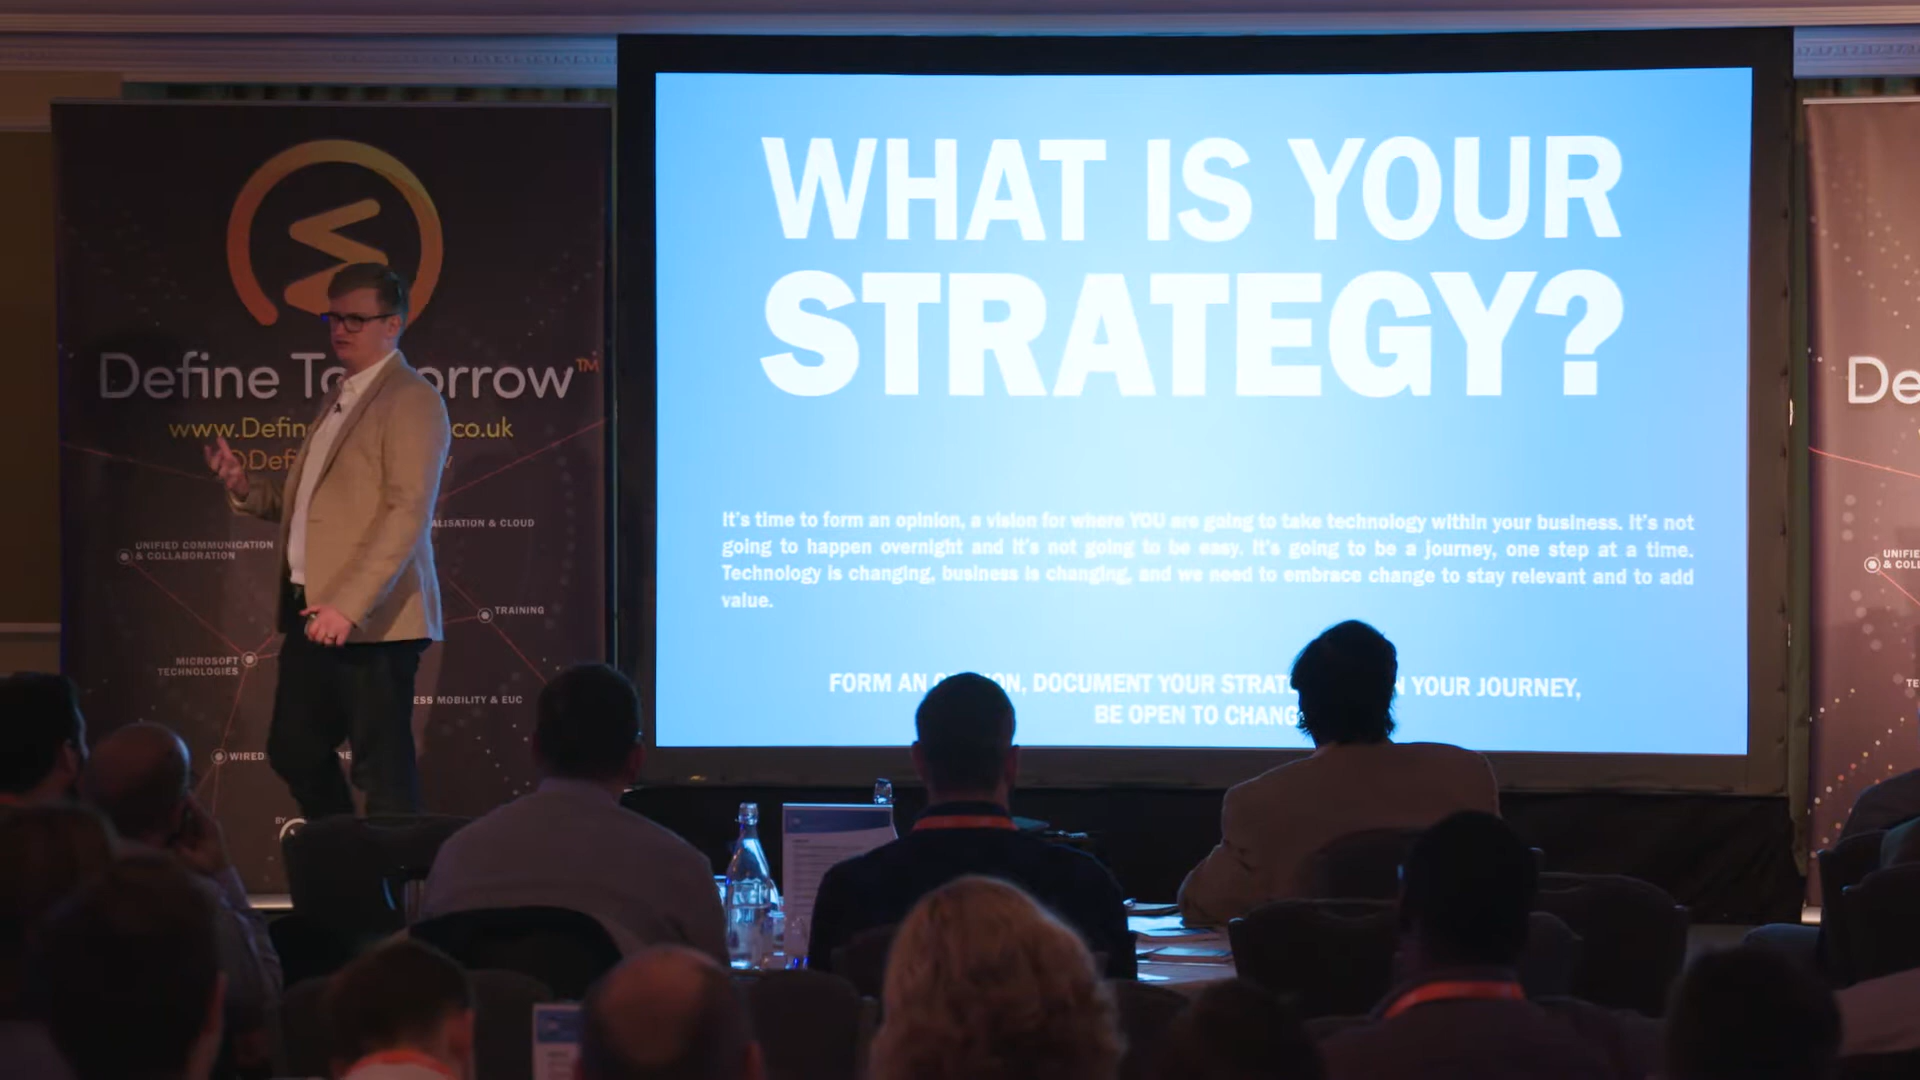 WHAT IS YOUR
STRATEGY?
It's time to form an opinion, a vision for where YOU are going to take technology within your business. It's not
going to happen overnight and it's not going to be easy. It's going to be a journey, one step at a time.
Technology is changing, business is changing, and we need to embrace change to stay relevant and to add
value.
FORM AN, DOCUMENT YOUR YOUR JOURNEY,
BE OPEN TO
Define
www.Defin co.uk
@Def
ALISATION & CLOUD
UNIFIED COMMUNICATION
& COLLABORATION
TRAINING
MICROSOFT
TECHNOLOGIES
ESS MOBILITY & EUC
WIRED
BY
De
UNIFIE
& COLL
TE